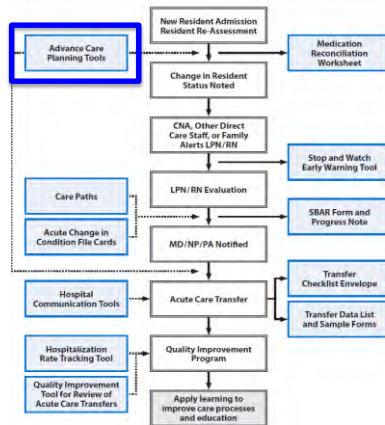 New Resident Admission
Resident Re-Assessment
Advance Care
Planning Tools
Medication
Reconciliation
Worksheet
Change in Resident
Status Noted
CNA, Other Direct
Care Staff, or Family
Alerts LPN/RN
Stop and Watch
Early Warning Tool
Care Paths
LPN/RN Evaluation
Acute Change in
Condition File Cards
SBAR Form and
Progress Note
MD/NP/PA Notified
Transfer
Checklist Envelope
Hospital
Communication Tools
Acute Care Transfer
Transfer Data List
and Sample Forms
Hospitalization
Rate Tracking Tool
Quality Improvement
Program
Quality Improvement
Tool for Review of
Acute Care Transfers
Apply learning to
improve care processes
and education